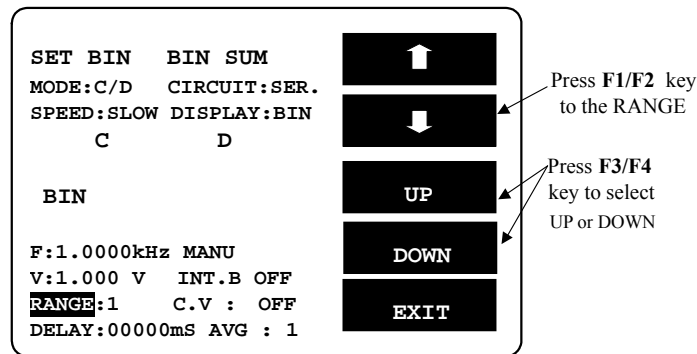 SET BIN BIN SUM
MODE:C/D CIRCUIT:SER.
SPEED:SLOW DISPLAY:BIN
C D
BIN
F:1.0000kHz MANU
V:1.000 V INT.B OFF
RANGE:1 C.V : OFF
DELAY:00000mS AVG : 1
UP
DOWN
EXIT
Press F1/F2 key
to the RANGE
Press F3/F4
key to select
UP or DOWN